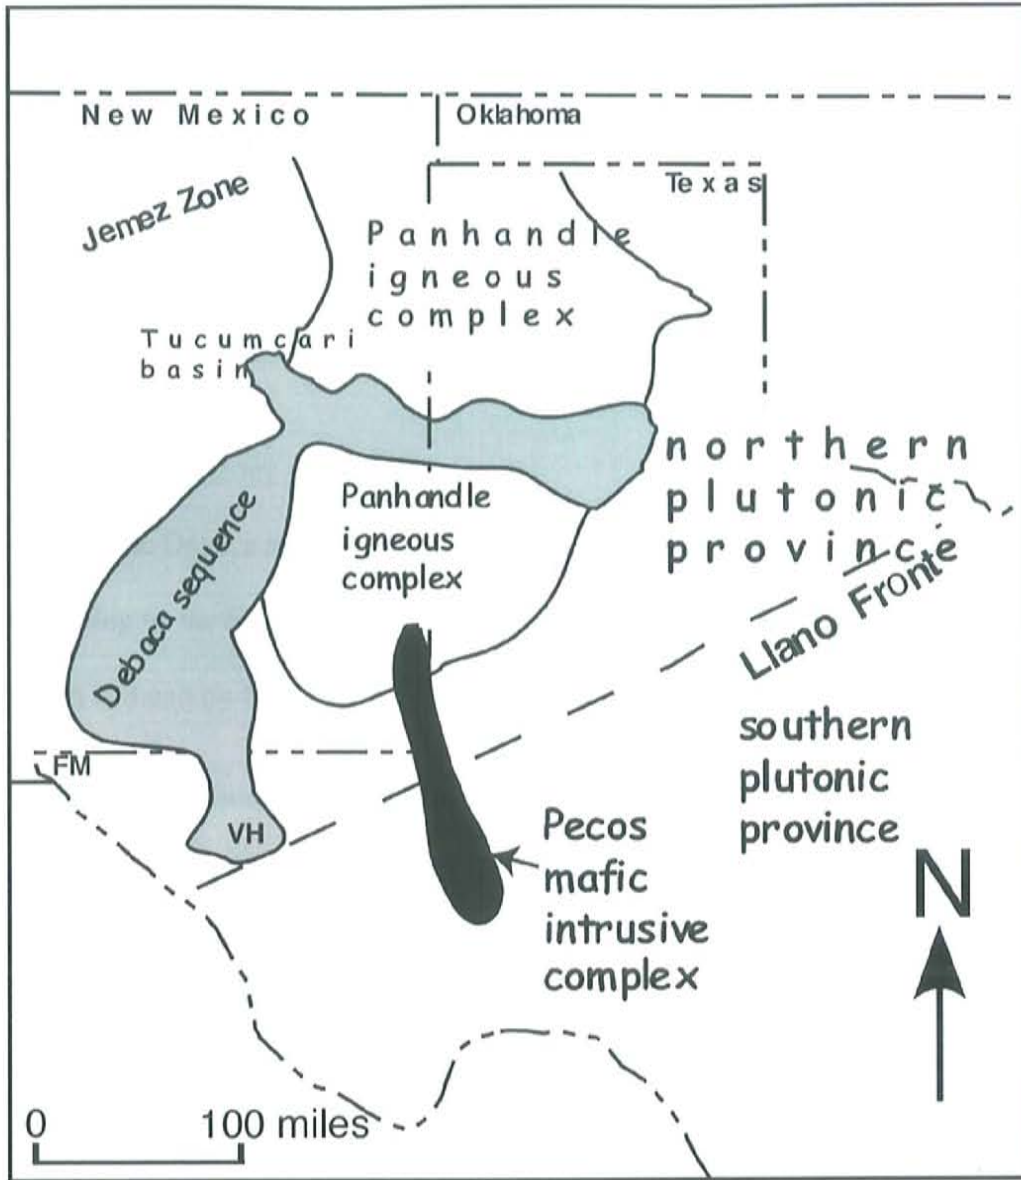 New Mexico
Oklahoma
Texas
Jemez Zone
Panhandle
igneous
complex
Tucumcari
basin
northern
plutonic
province
Panhandle
igneous
complex
Debaca sequence
Llano Fronte
southern
plutonic
province
FM
VH
Pecos
mafic
intrusive
complex
N
0 100 miles